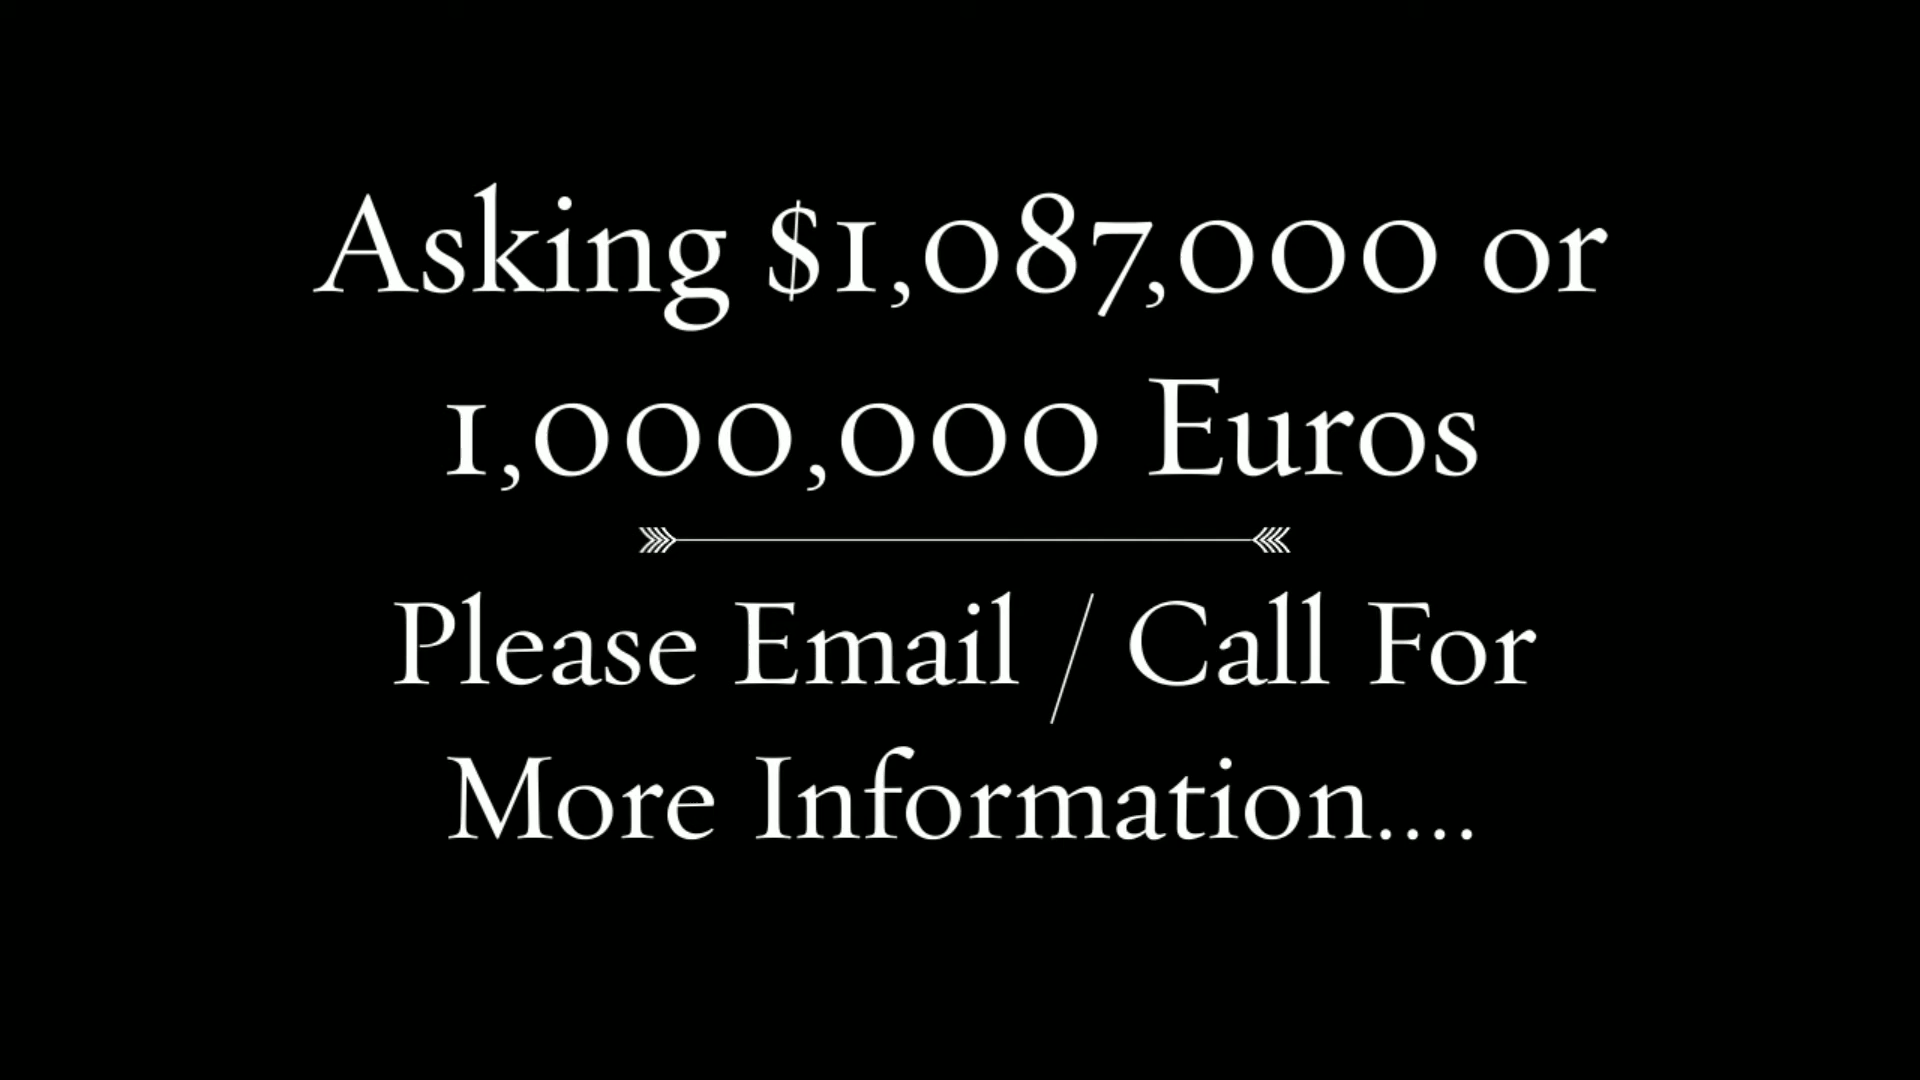 Asking $1,087,000 or
1,000,000 Euros
Please Email / Call For
More Information....